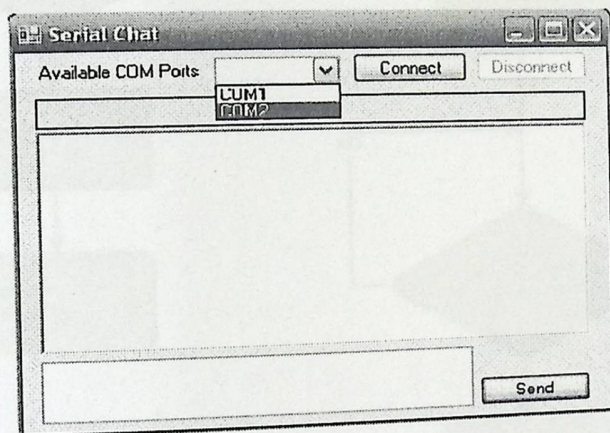 Serial Chat
Available COM Ports
Connect
Disconnect
COM1
COM2
Send